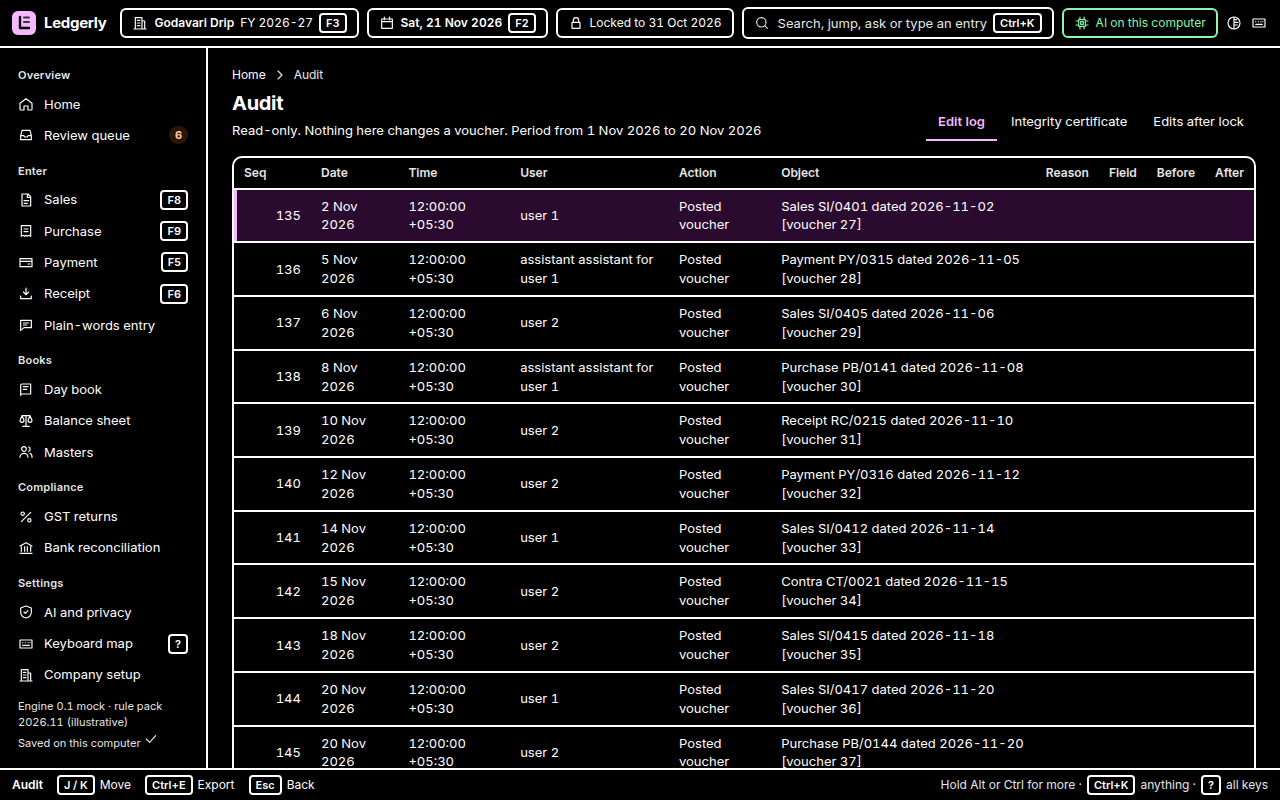 Ledgerly
Godavari Drip FY 2026-27 F3
Sat, 21 Nov 2026 F2
Locked to 31 Oct 2026
Search, jump, ask or type an entry Ctrl+K
AI on this computer
Overview
Home
Review queue 6
Enter
Sales F8
Purchase F9
Payment F5
Receipt F6
Plain-words entry
Books
Day book
Balance sheet
Masters
Compliance
GST returns
Bank reconciliation
Settings
AI and privacy
Keyboard map ?
Company setup
Engine 0.1 mock · rule pack
2026.11 (illustrative)
Saved on this computer
Home > Audit
Audit
Read-only. Nothing here changes a voucher. Period from 1 Nov 2026 to 20 Nov 2026
Edit log Integrity certificate Edits after lock
Seq Date Time User Action Object Reason Field Before After
135 2 Nov 2026 12:00:00 +05:30 user 1 Posted voucher Sales SI/0401 dated 2026-11-02 [voucher 27]
136 5 Nov 2026 12:00:00 +05:30 assistant assistant for user 1 Posted voucher Payment PY/0315 dated 2026-11-05 [voucher 28]
137 6 Nov 2026 12:00:00 +05:30 user 2 Posted voucher Sales SI/0405 dated 2026-11-06 [voucher 29]
138 8 Nov 2026 12:00:00 +05:30 assistant assistant for user 1 Posted voucher Purchase PB/0141 dated 2026-11-08 [voucher 30]
139 10 Nov 2026 12:00:00 +05:30 user 2 Posted voucher Receipt RC/0215 dated 2026-11-10 [voucher 31]
140 12 Nov 2026 12:00:00 +05:30 user 2 Posted voucher Payment PY/0316 dated 2026-11-12 [voucher 32]
141 14 Nov 2026 12:00:00 +05:30 user 1 Posted voucher Sales SI/0412 dated 2026-11-14 [voucher 33]
142 15 Nov 2026 12:00:00 +05:30 user 2 Posted voucher Contra CT/0021 dated 2026-11-15 [voucher 34]
143 18 Nov 2026 12:00:00 +05:30 user 2 Posted voucher Sales SI/0415 dated 2026-11-18 [voucher 35]
144 20 Nov 2026 12:00:00 +05:30 user 1 Posted voucher Sales SI/0417 dated 2026-11-20 [voucher 36]
145 20 Nov 2026 12:00:00 +05:30 user 2 Posted voucher Purchase PB/0144 dated 2026-11-20 [voucher 37]
Audit J / K Move Ctrl+E Export Esc Back
Hold Alt or Ctrl for more · Ctrl+K anything · ? all keys